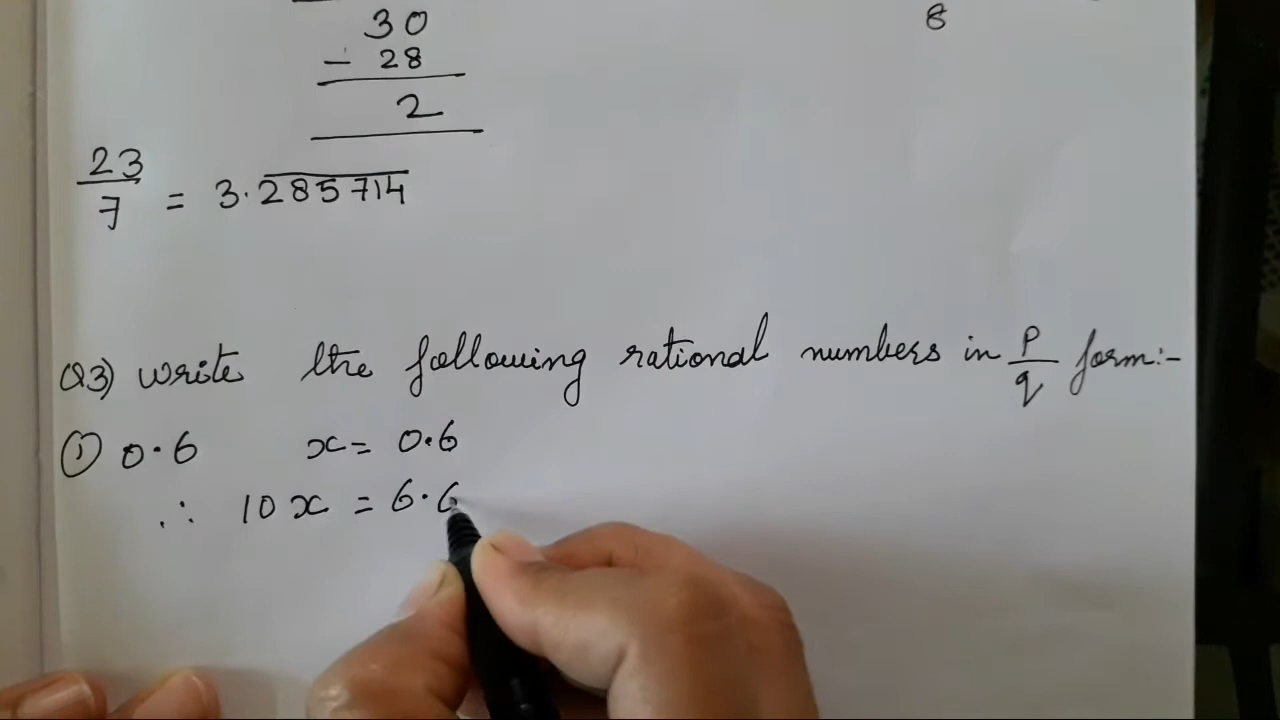 30
8
- 28
2
23/7 = 3.285714
Q3) Write the following rational numbers in p/q form:-
① 0.6 x = 0.6
∴ 10x = 6.6